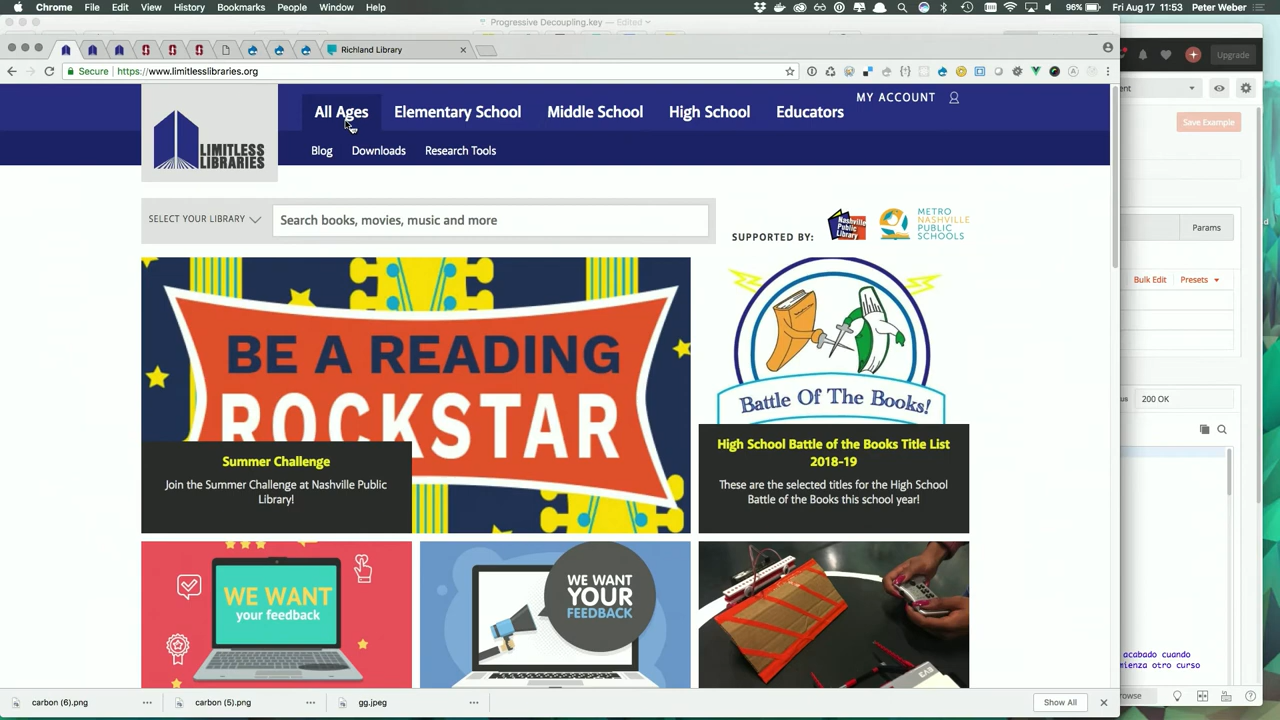 Chrome File Edit View History Bookmarks People Window Help
98% Fri Aug 17 11:53 Peter Weber
Progressive Decoupling.key — Edited
Richland Library
Secure https://www.limitlesslibraries.org
Upgrade
All Ages Elementary School Middle School High School Educators
MY ACCOUNT
Blog Downloads Research Tools
LIMITLESS
LIBRARIES
Save Example
SELECT YOUR LIBRARY
Search books, movies, music and more
SUPPORTED BY:
Nashville
Public
Library
METRO
NASHVILLE
PUBLIC
SCHOOLS
Params
Bulk Edit Presets
BE A READING
ROCKSTAR
Battle Of The Books!
Summer Challenge
Join the Summer Challenge at Nashville Public
Library!
High School Battle of the Books Title List
2018-19
These are the selected titles for the High School
Battle of the Books this school year!
200 OK
WE WANT
your feedback
WE WANT
YOUR
FEEDBACK
acabado cuando
mienza otro curso
carbon (6).png
carbon (5).png
gg.jpeg
Show All
rowse